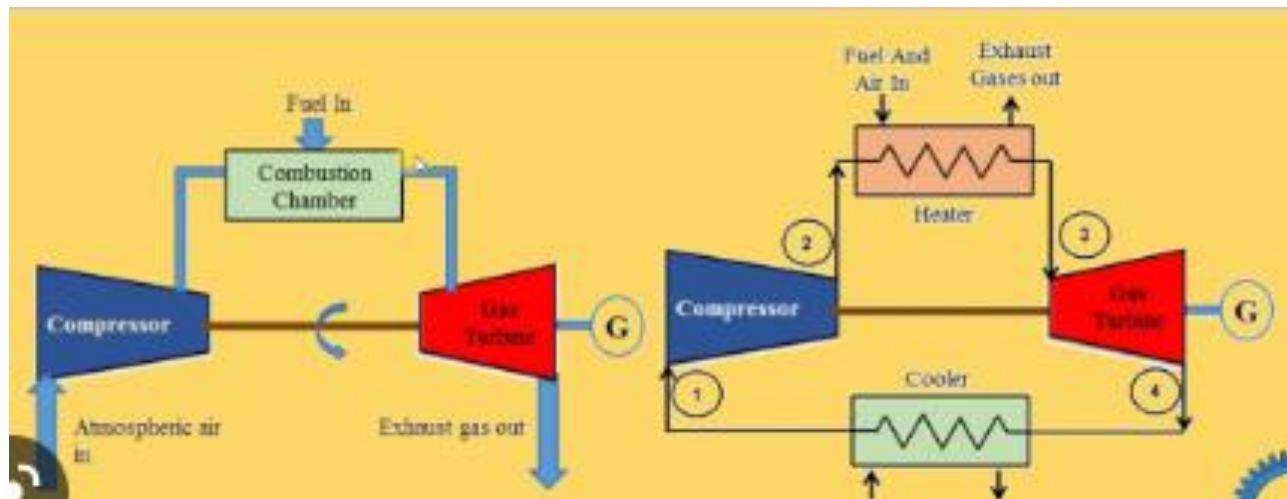 Fuel In
Combustion
Chamber
Compressor
Gas
Turbine
G
Atmospheric air
in
Exhaust gas out
Fuel And
Air In
Exhaust
Gases out
Heater
2
3
Compressor
Gas
Turbine
G
1
Cooler
4